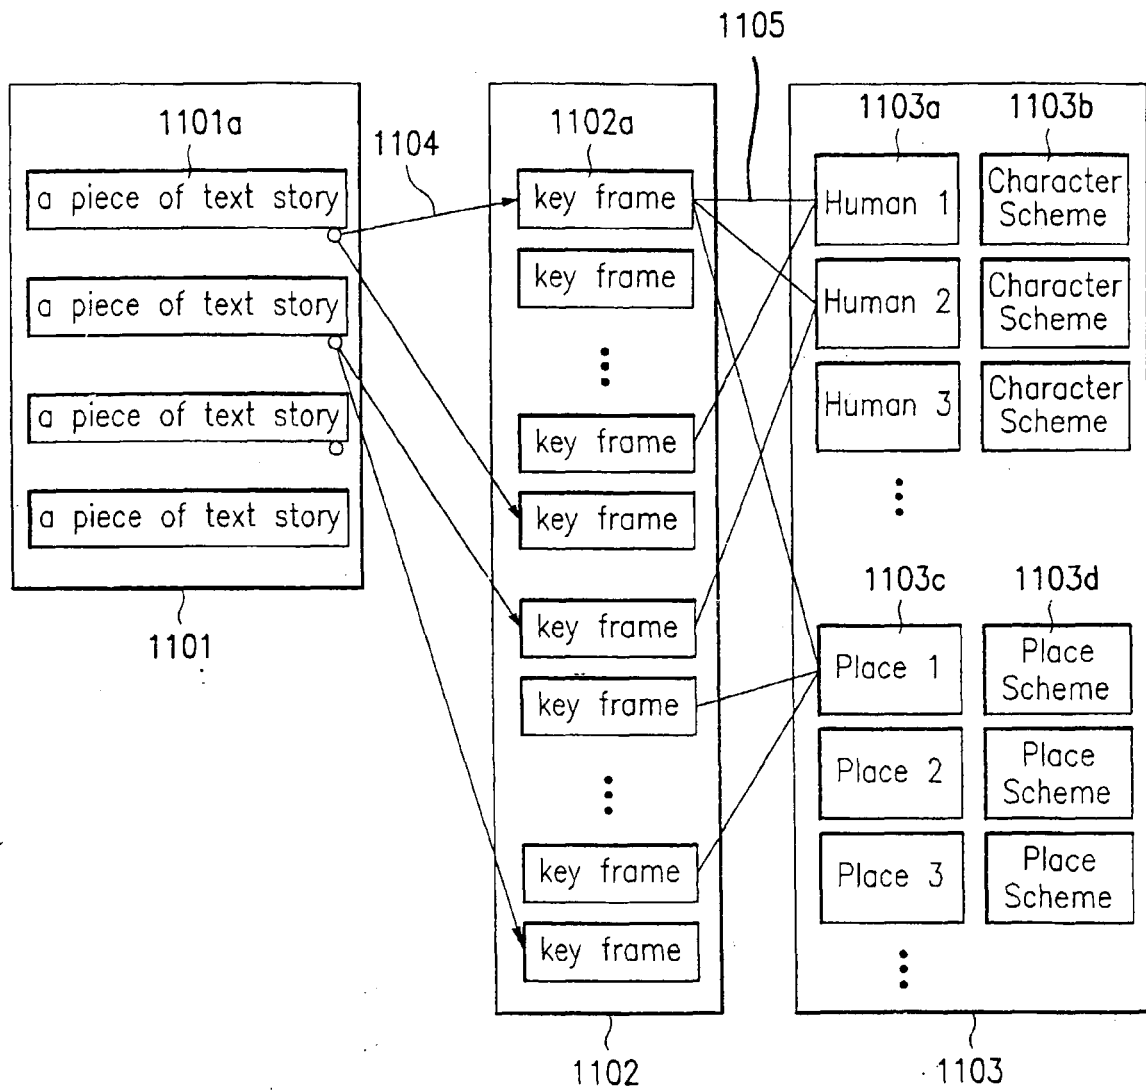 1105
1101a
a piece of text story
a piece of text story
a piece of text story
a piece of text story
1101
1104
1102a
key frame
key frame
key frame
key frame
key frame
key frame
key frame
key frame
1102
1103a
1103b
Human 1
Character
Scheme
Human 2
Character
Scheme
Human 3
Character
Scheme
1103c
1103d
Place 1
Place
Scheme
Place 2
Place
Scheme
Place 3
Place
Scheme
1103